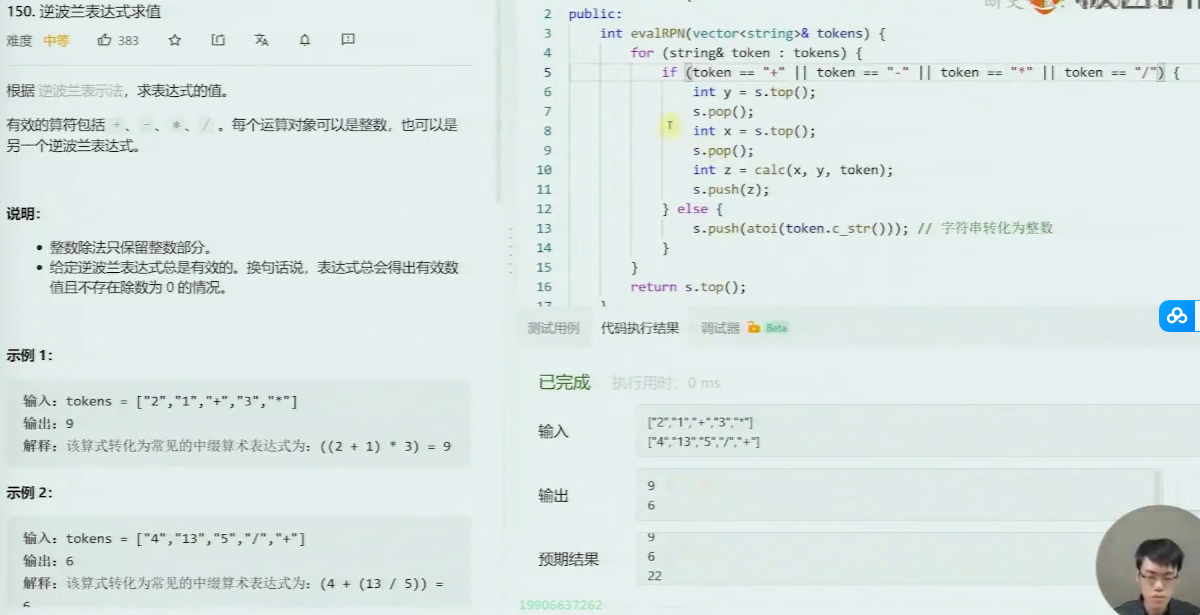 150. 逆波兰表达式求值
难度 中等 383
根据 逆波兰表示法，求表达式的值。
有效的算符包括 +、-、*、/ 。每个运算对象可以是整数，也可以是
另一个逆波兰表达式。
说明：
• 整数除法只保留整数部分。
• 给定逆波兰表达式总是有效的。换句话说，表达式总会得出有效数
值且不存在除数为 0 的情况。
示例 1：
输入：tokens = ["2","1","+","3","*"]
输出：9
解释：该算式转化为常见的中缀算术表达式为：((2 + 1) * 3) = 9
示例 2：
输入：tokens = ["4","13","5","/","+"]
输出：6
解释：该算式转化为常见的中缀算术表达式为：(4 + (13 / 5)) =
6
2 public:
3 int evalRPN(vector<string>& tokens) {
4 for (string& token : tokens) {
5 if (token == "+" || token == "-" || token == "*" || token == "/") {
6 int y = s.top();
7 s.pop();
8 int x = s.top();
9 s.pop();
10 int z = calc(x, y, token);
11 s.push(z);
12 } else {
13 s.push(atoi(token.c_str())); // 字符串转化为整数
14 }
15 }
16 return s.top();
17 }
测试用例 代码执行结果 调试器 Beta
已完成 执行用时：0 ms
输入
["2","1","+","3","*"]
["4","13","5","/","+"]
输出
9
6
预期结果
9
6
22
19906637262